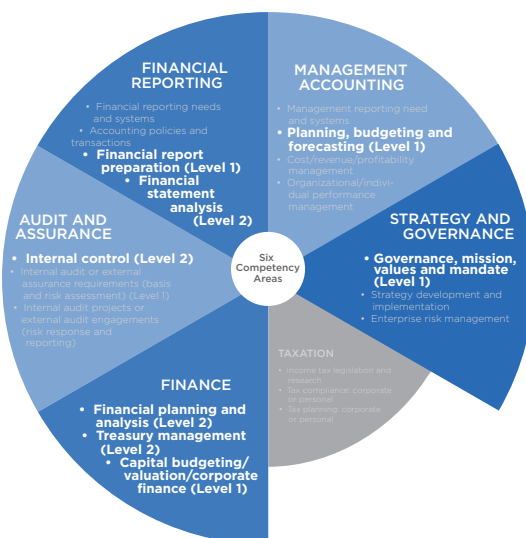 FINANCIAL
REPORTING
• Financial reporting needs
and systems
• Accounting policies and
transactions
• Financial report
preparation (Level 1)
• Financial
statement
analysis
(Level 2)
MANAGEMENT
ACCOUNTING
• Management reporting need
and systems
• Planning, budgeting and
forecasting (Level 1)
• Cost/revenue/profitability
management
• Organizational/indivi-
dual performance
management
STRATEGY AND
GOVERNANCE
• Governance, mission,
values and mandate
(Level 1)
• Strategy development and
implementation
• Enterprise risk management
AUDIT AND
ASSURANCE
• Internal control (Level 2)
• Internal audit or external
assurance requirements (basis
and risk assessment) (Level 1)
• Internal audit projects or
external audit engagements
(risk response and
reporting)
Six
Competency
Areas
TAXATION
• Income tax legislation and
research
• Tax compliance: corporate
or personal
• Tax planning: corporate
or personal
FINANCE
• Financial planning and
analysis (Level 2)
• Treasury management
(Level 2)
• Capital budgeting/
valuation/corporate
finance (Level 1)